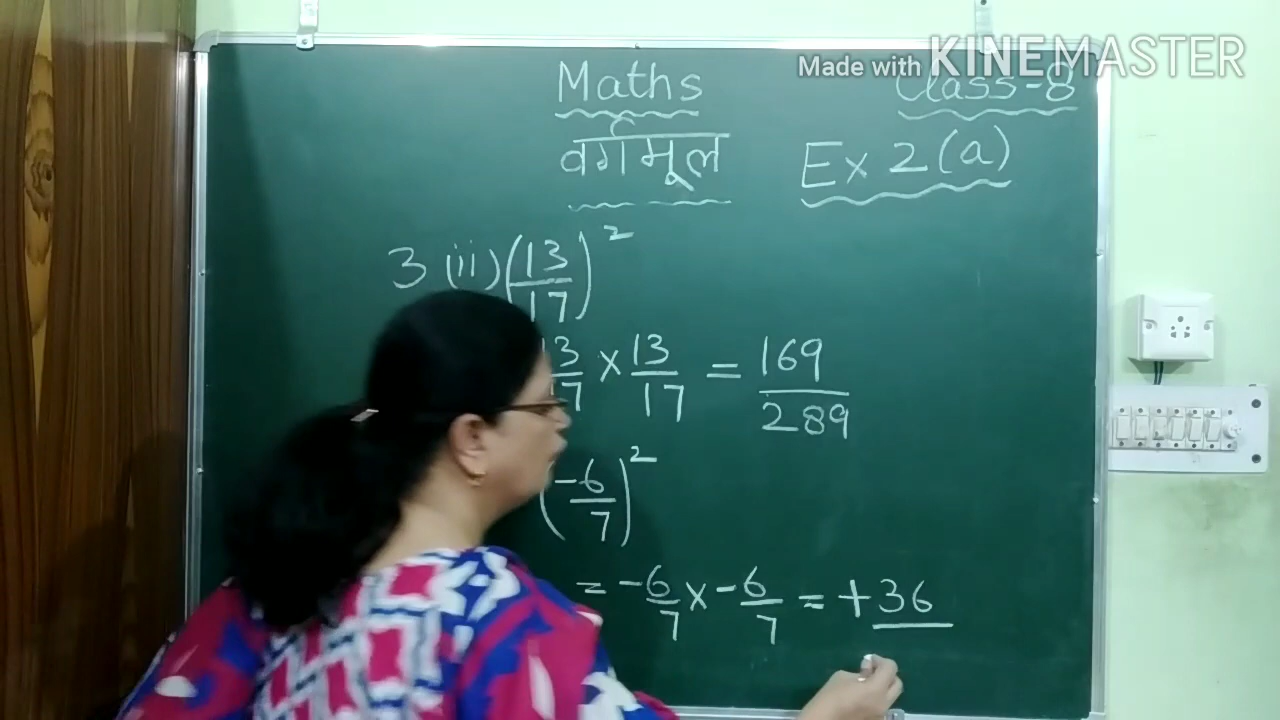 Made with KINEMASTER
Maths Class-8
वर्गमूल Ex 2 (a)
3 (ii) (13/17)²
13/17 × 13/17 = 169/289
(-6/7)²
= -6/7 × -6/7 = +36